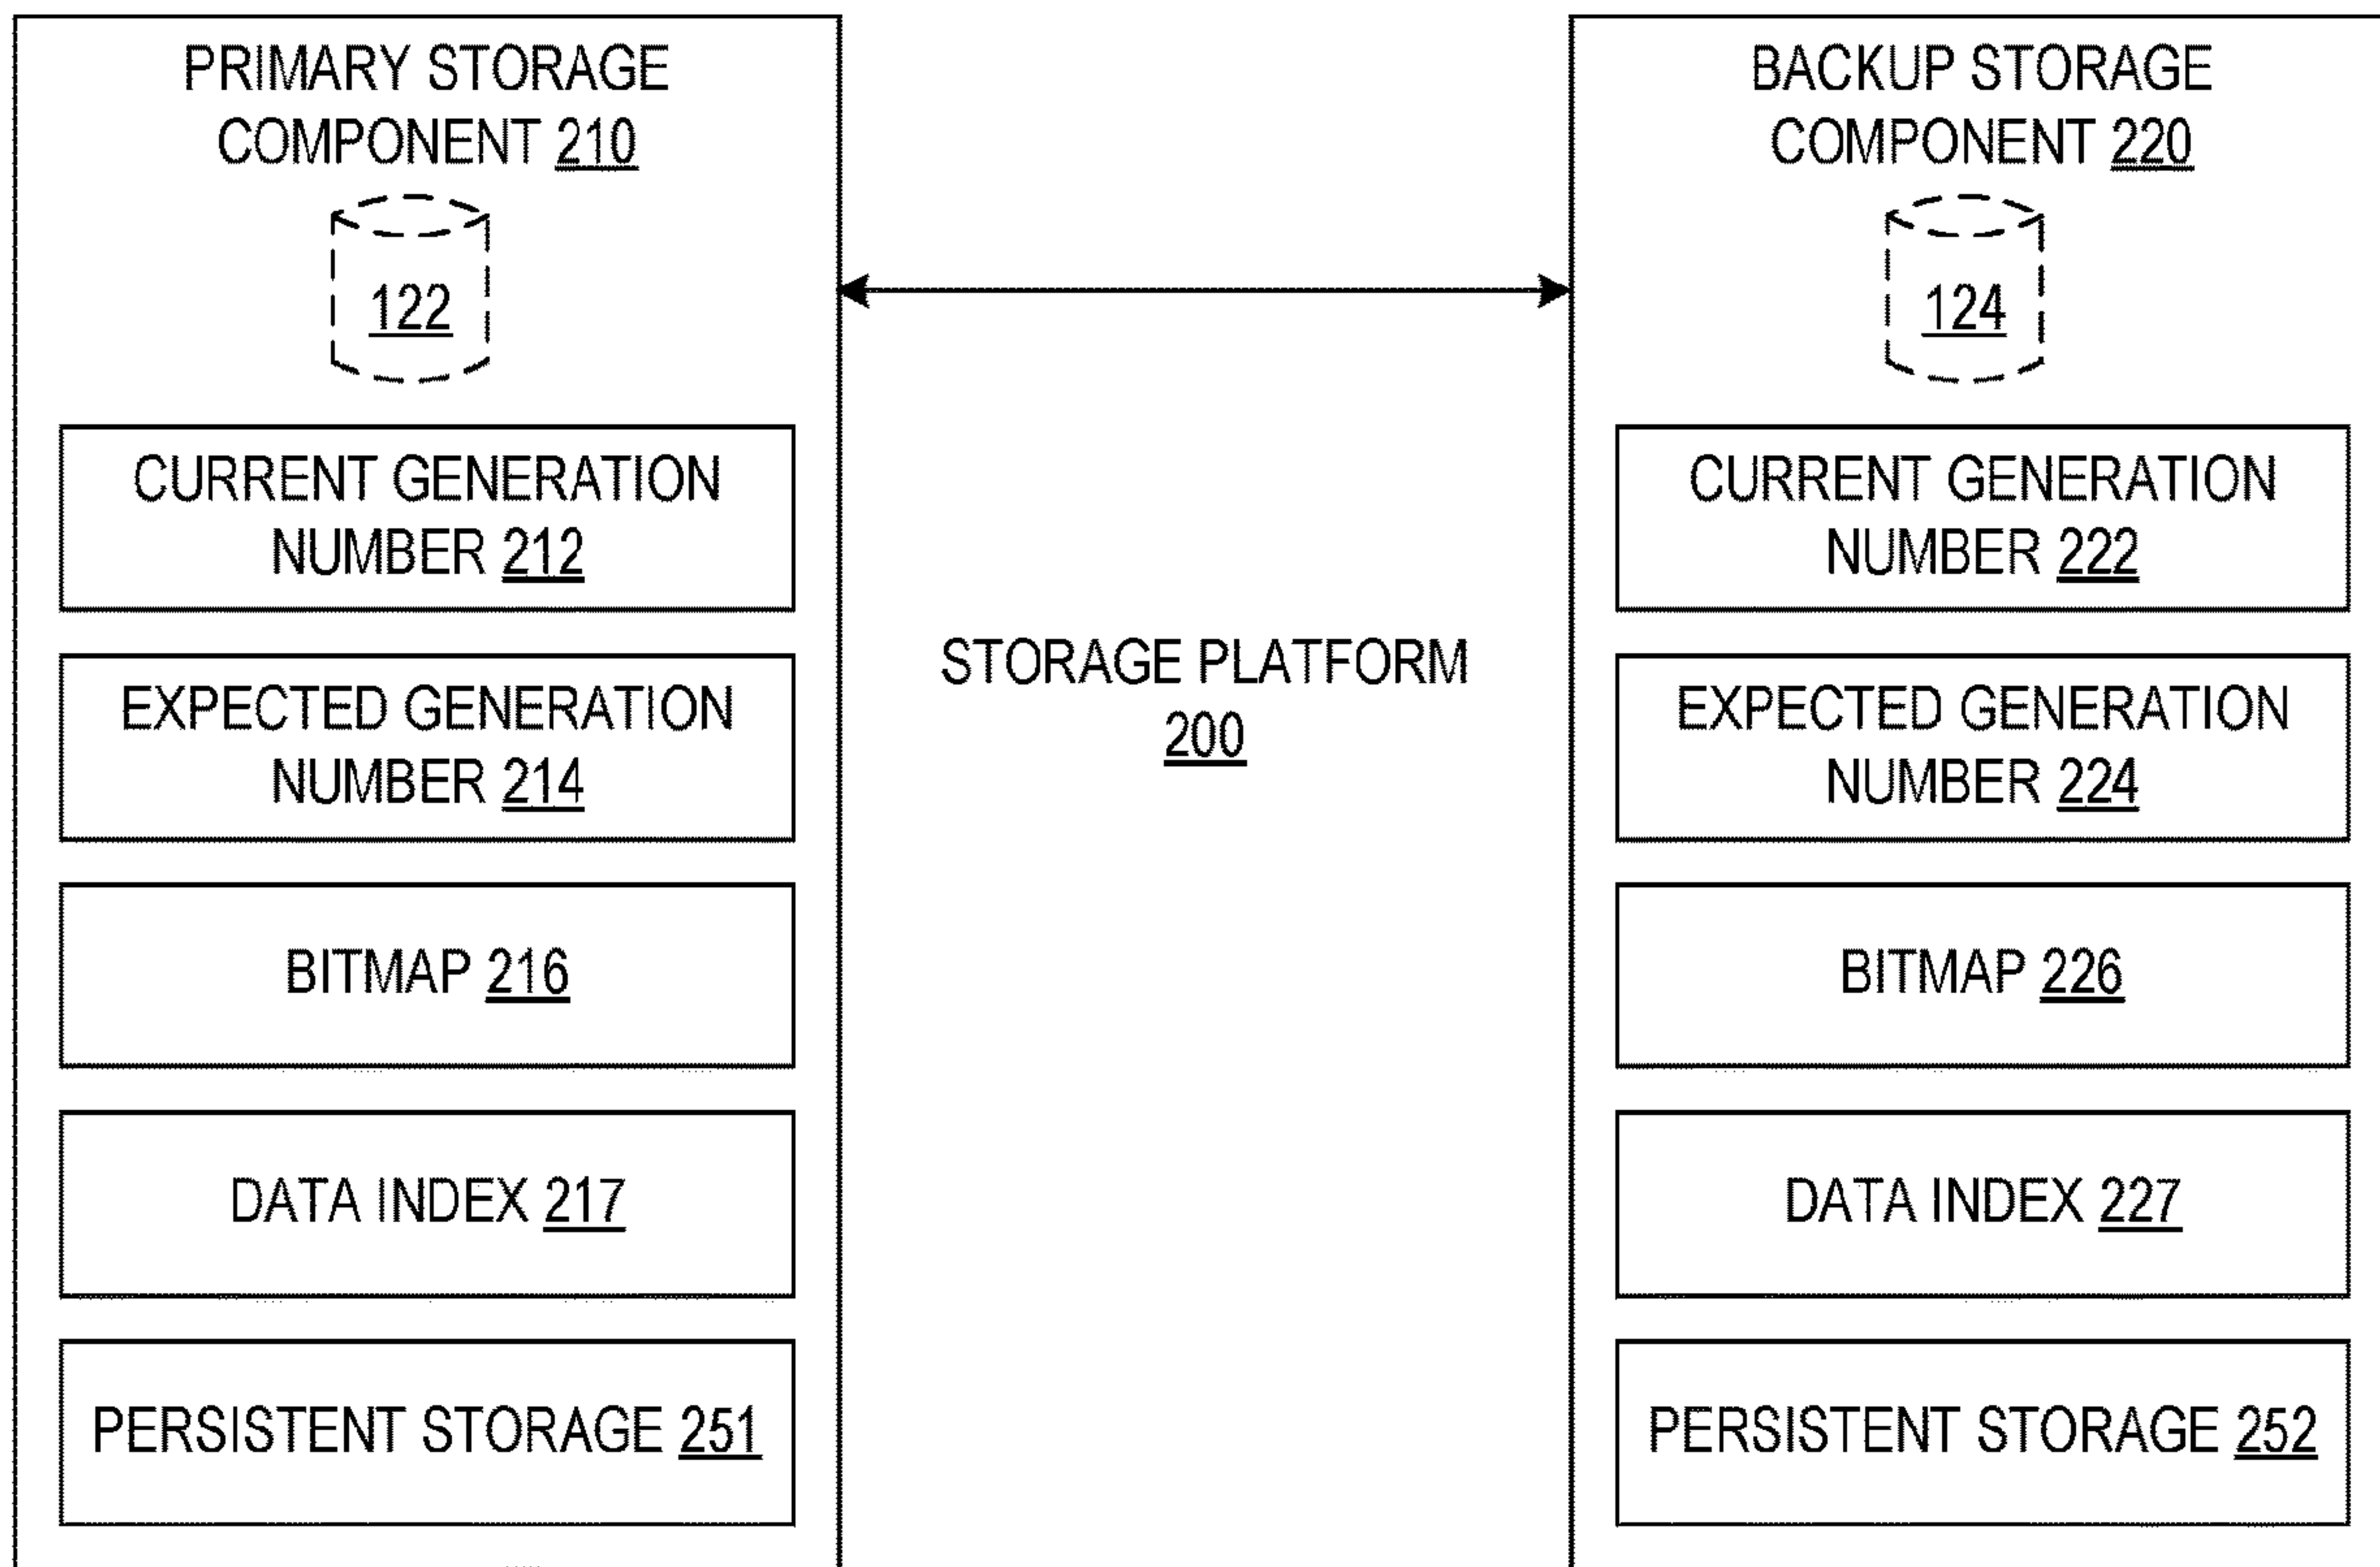 PRIMARY STORAGE
COMPONENT 210
122
CURRENT GENERATION
NUMBER 212
EXPECTED GENERATION
NUMBER 214
BITMAP 216
DATA INDEX 217
PERSISTENT STORAGE 251
STORAGE PLATFORM
200
BACKUP STORAGE
COMPONENT 220
124
CURRENT GENERATION
NUMBER 222
EXPECTED GENERATION
NUMBER 224
BITMAP 226
DATA INDEX 227
PERSISTENT STORAGE 252